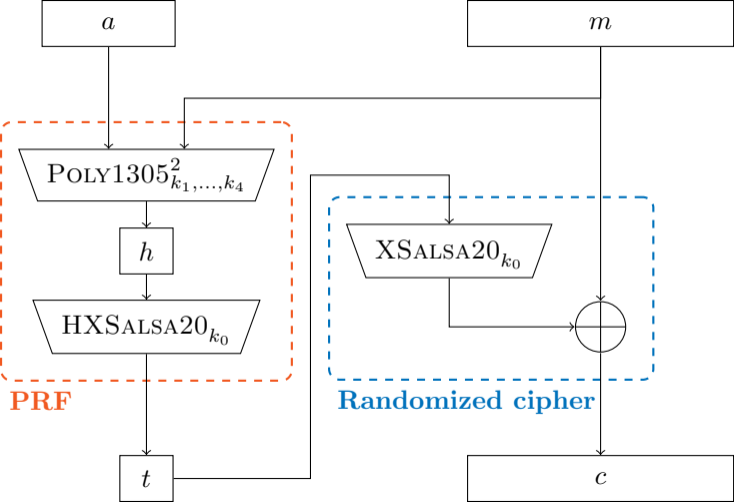 a
m
Poly1305²ₖ₁,…,ₖ₄
h
XSalsa20ₖ₀
HXSalsa20ₖ₀
PRF
Randomized cipher
t
c